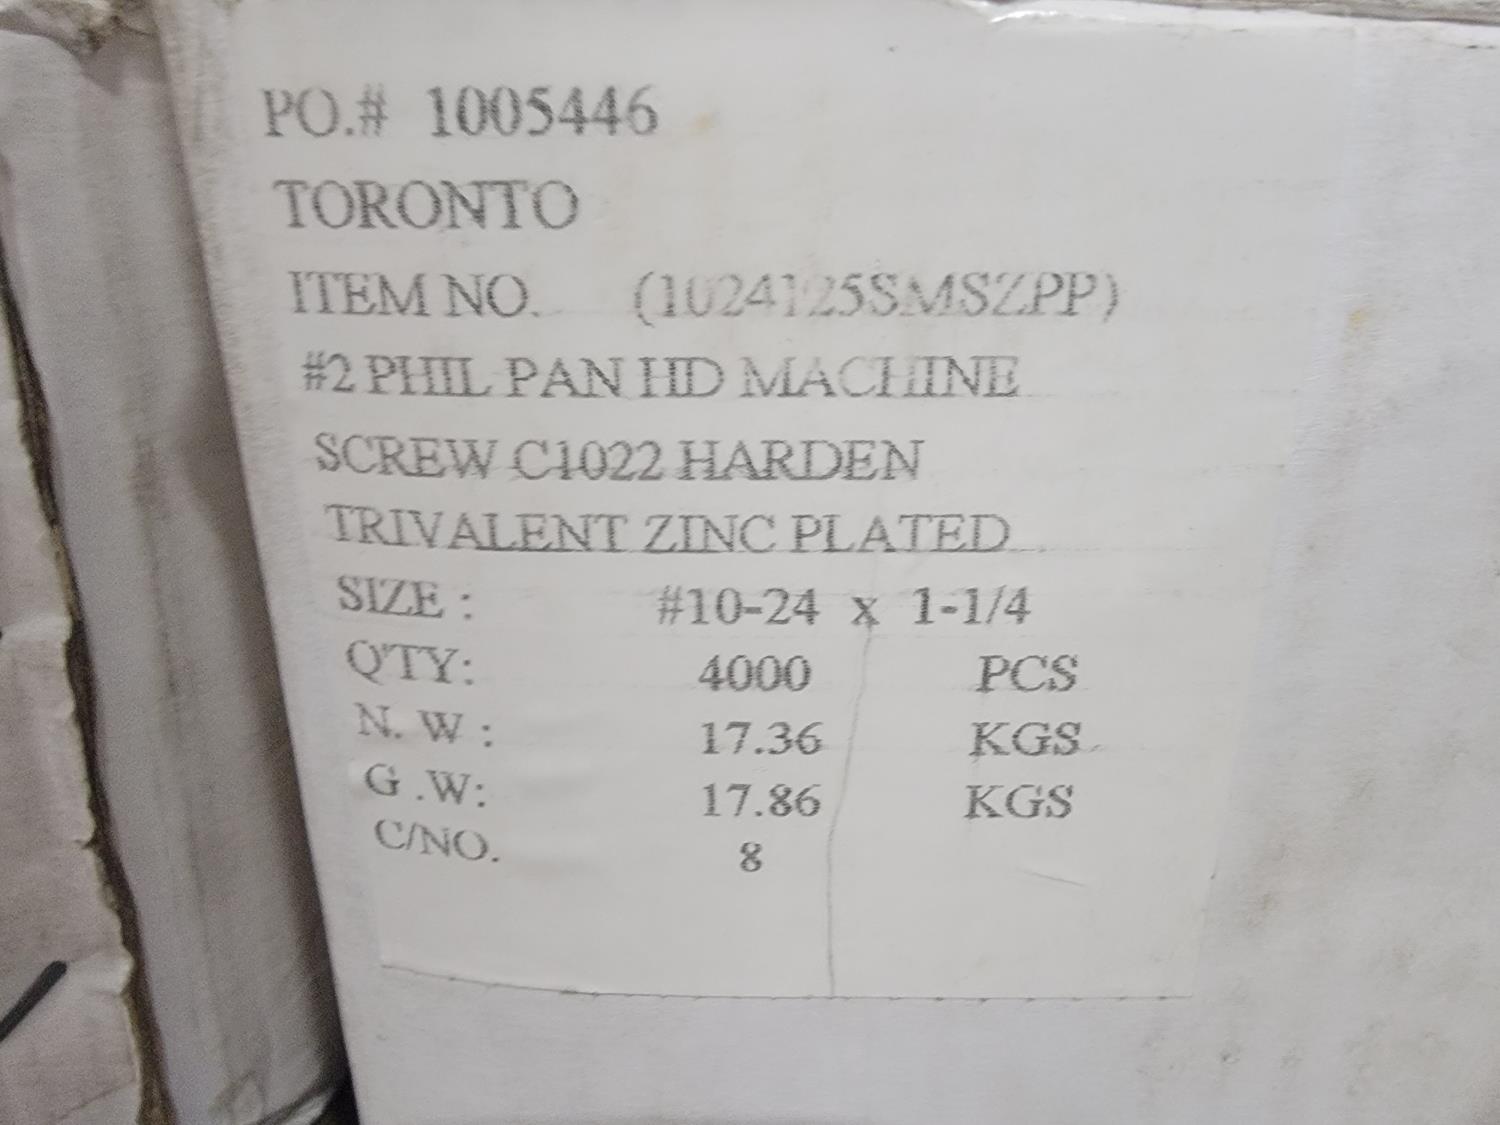 PO.# 1005446
TORONTO
ITEM NO. (1024125SMSZPP)
#2 PHIL PAN HD MACHINE
SCREW C1022 HARDEN
TRIVALENT ZINC PLATED
SIZE : #10-24 x 1-1/4
Q'TY: 4000 PCS
N. W : 17.36 KGS
G .W: 17.86 KGS
C/NO. 8